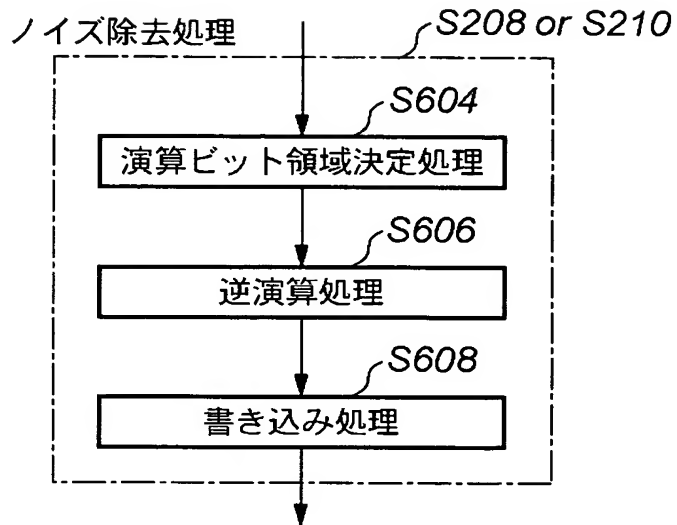 ノイズ除去処理
S208 or S210
S604
演算ビット領域決定処理
S606
逆演算処理
S608
書き込み処理